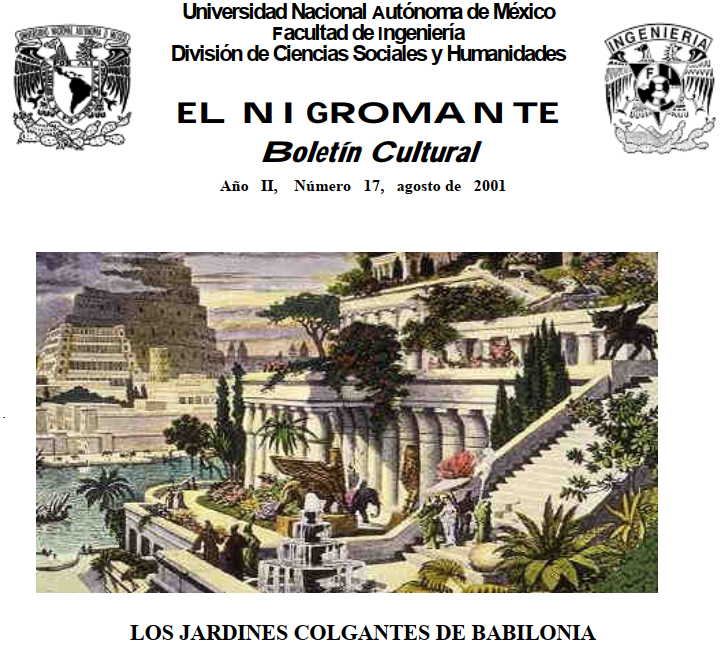 Universidad Nacional Autónoma de México
Facultad de Ingeniería
División de Ciencias Sociales y Humanidades
INGENIERIA
F I
EL NIGROMANTE
Boletín Cultural
Año II, Número 17, agosto de 2001
LOS JARDINES COLGANTES DE BABILONIA